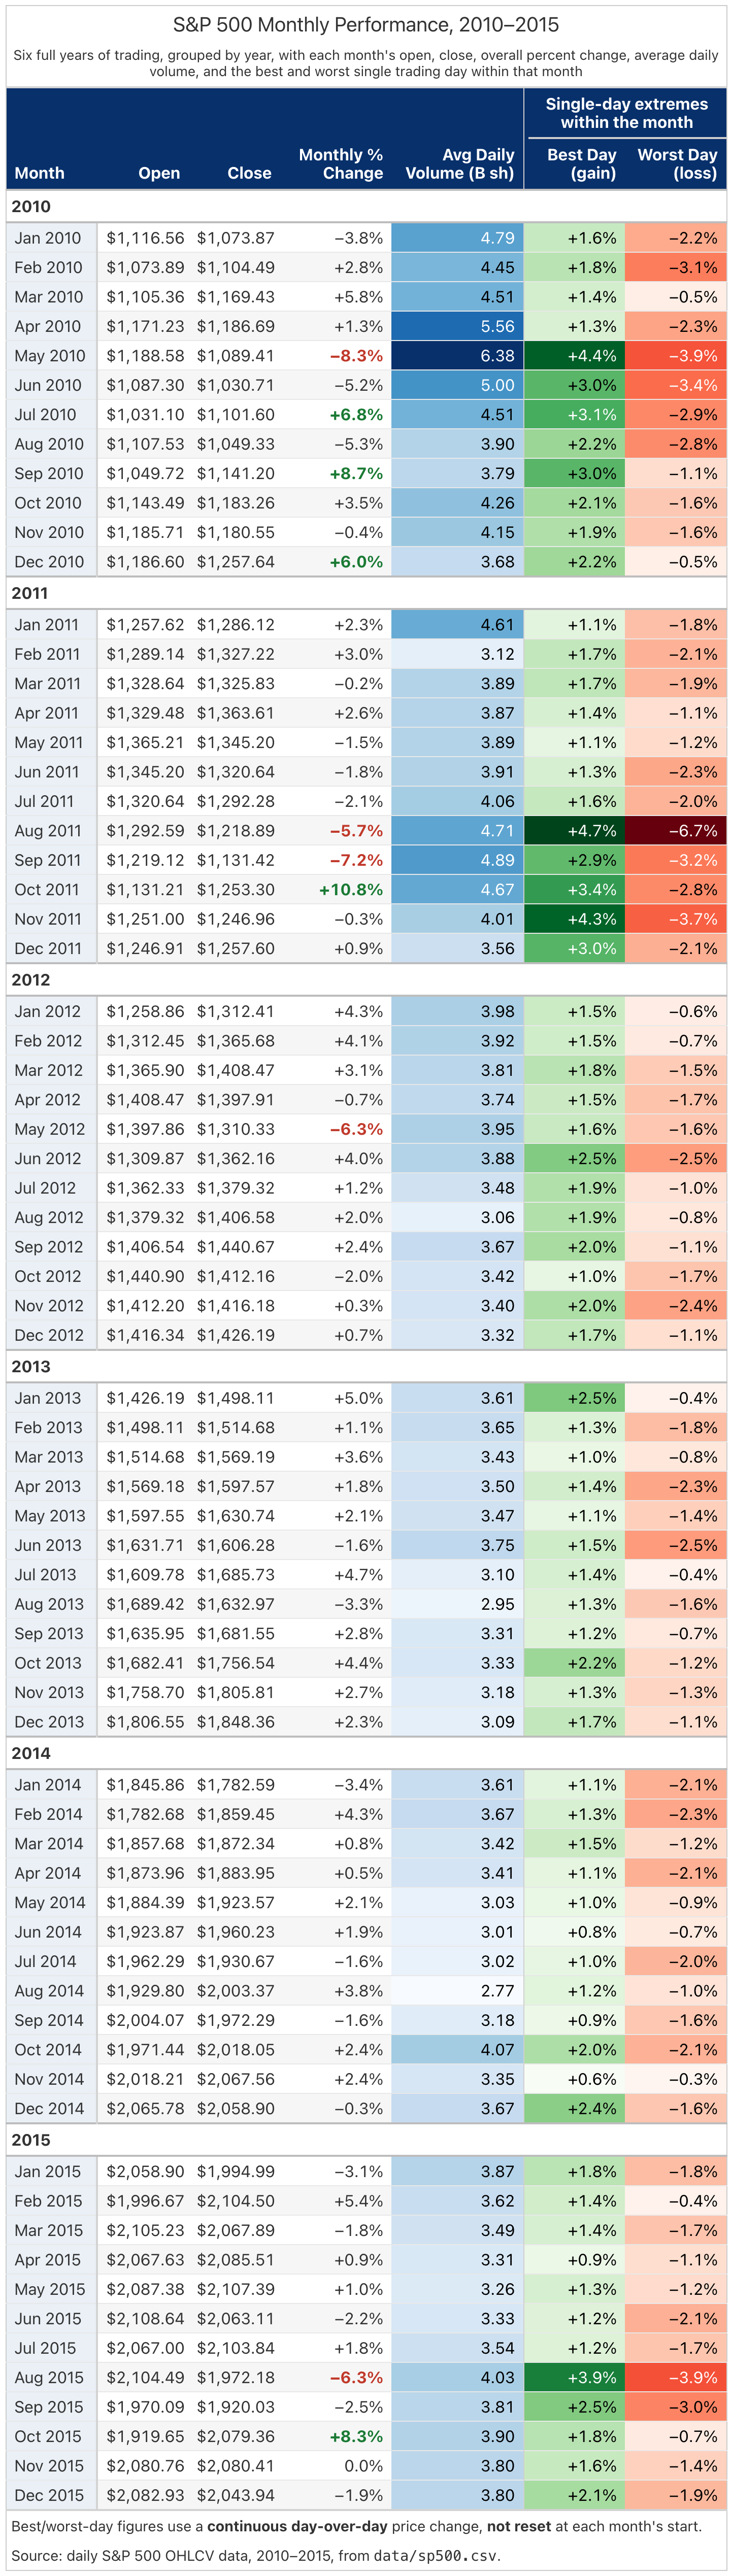 S&P 500 Monthly Performance, 2010–2015
Six full years of trading, grouped by year, with each month's open, close, overall percent change, average daily
volume, and the best and worst single trading day within that month
Single-day extremes
within the month
Month Open Close Monthly % Change Avg Daily Volume (B sh) Best Day (gain) Worst Day (loss)
2010
Jan 2010 $1,116.56 $1,073.87 −3.8% 4.79 +1.6% −2.2%
Feb 2010 $1,073.89 $1,104.49 +2.8% 4.45 +1.8% −3.1%
Mar 2010 $1,105.36 $1,169.43 +5.8% 4.51 +1.4% −0.5%
Apr 2010 $1,171.23 $1,186.69 +1.3% 5.56 +1.3% −2.3%
May 2010 $1,188.58 $1,089.41 −8.3% 6.38 +4.4% −3.9%
Jun 2010 $1,087.30 $1,030.71 −5.2% 5.00 +3.0% −3.4%
Jul 2010 $1,031.10 $1,101.60 +6.8% 4.51 +3.1% −2.9%
Aug 2010 $1,107.53 $1,049.33 −5.3% 3.90 +2.2% −2.8%
Sep 2010 $1,049.72 $1,141.20 +8.7% 3.79 +3.0% −1.1%
Oct 2010 $1,143.49 $1,183.26 +3.5% 4.26 +2.1% −1.6%
Nov 2010 $1,185.71 $1,180.55 −0.4% 4.15 +1.9% −1.6%
Dec 2010 $1,186.60 $1,257.64 +6.0% 3.68 +2.2% −0.5%
2011
Jan 2011 $1,257.62 $1,286.12 +2.3% 4.61 +1.1% −1.8%
Feb 2011 $1,289.14 $1,327.22 +3.0% 3.12 +1.7% −2.1%
Mar 2011 $1,328.64 $1,325.83 −0.2% 3.89 +1.7% −1.9%
Apr 2011 $1,329.48 $1,363.61 +2.6% 3.87 +1.4% −1.1%
May 2011 $1,365.21 $1,345.20 −1.5% 3.89 +1.1% −1.2%
Jun 2011 $1,345.20 $1,320.64 −1.8% 3.91 +1.3% −2.3%
Jul 2011 $1,320.64 $1,292.28 −2.1% 4.06 +1.6% −2.0%
Aug 2011 $1,292.59 $1,218.89 −5.7% 4.71 +4.7% −6.7%
Sep 2011 $1,219.12 $1,131.42 −7.2% 4.89 +2.9% −3.2%
Oct 2011 $1,131.21 $1,253.30 +10.8% 4.67 +3.4% −2.8%
Nov 2011 $1,251.00 $1,246.96 −0.3% 4.01 +4.3% −3.7%
Dec 2011 $1,246.91 $1,257.60 +0.9% 3.56 +3.0% −2.1%
2012
Jan 2012 $1,258.86 $1,312.41 +4.3% 3.98 +1.5% −0.6%
Feb 2012 $1,312.45 $1,365.68 +4.1% 3.92 +1.5% −0.7%
Mar 2012 $1,365.90 $1,408.47 +3.1% 3.81 +1.8% −1.5%
Apr 2012 $1,408.47 $1,397.91 −0.7% 3.74 +1.5% −1.7%
May 2012 $1,397.86 $1,310.33 −6.3% 3.95 +1.6% −1.6%
Jun 2012 $1,309.87 $1,362.16 +4.0% 3.88 +2.5% −2.5%
Jul 2012 $1,362.33 $1,379.32 +1.2% 3.48 +1.9% −1.0%
Aug 2012 $1,379.32 $1,406.58 +2.0% 3.06 +1.9% −0.8%
Sep 2012 $1,406.54 $1,440.67 +2.4% 3.67 +2.0% −1.1%
Oct 2012 $1,440.90 $1,412.16 −2.0% 3.42 +1.0% −1.7%
Nov 2012 $1,412.20 $1,416.18 +0.3% 3.40 +2.0% −2.4%
Dec 2012 $1,416.34 $1,426.19 +0.7% 3.32 +1.7% −1.1%
2013
Jan 2013 $1,426.19 $1,498.11 +5.0% 3.61 +2.5% −0.4%
Feb 2013 $1,498.11 $1,514.68 +1.1% 3.65 +1.3% −1.8%
Mar 2013 $1,514.68 $1,569.19 +3.6% 3.43 +1.0% −0.8%
Apr 2013 $1,569.18 $1,597.57 +1.8% 3.50 +1.4% −2.3%
May 2013 $1,597.55 $1,630.74 +2.1% 3.47 +1.1% −1.4%
Jun 2013 $1,631.71 $1,606.28 −1.6% 3.75 +1.5% −2.5%
Jul 2013 $1,609.78 $1,685.73 +4.7% 3.10 +1.4% −0.4%
Aug 2013 $1,689.42 $1,632.97 −3.3% 2.95 +1.3% −1.6%
Sep 2013 $1,635.95 $1,681.55 +2.8% 3.31 +1.2% −0.7%
Oct 2013 $1,682.41 $1,756.54 +4.4% 3.33 +2.2% −1.2%
Nov 2013 $1,758.70 $1,805.81 +2.7% 3.18 +1.3% −1.3%
Dec 2013 $1,806.55 $1,848.36 +2.3% 3.09 +1.7% −1.1%
2014
Jan 2014 $1,845.86 $1,782.59 −3.4% 3.61 +1.1% −2.1%
Feb 2014 $1,782.68 $1,859.45 +4.3% 3.67 +1.3% −2.3%
Mar 2014 $1,857.68 $1,872.34 +0.8% 3.42 +1.5% −1.2%
Apr 2014 $1,873.96 $1,883.95 +0.5% 3.41 +1.1% −2.1%
May 2014 $1,884.39 $1,923.57 +2.1% 3.03 +1.0% −0.9%
Jun 2014 $1,923.87 $1,960.23 +1.9% 3.01 +0.8% −0.7%
Jul 2014 $1,962.29 $1,930.67 −1.6% 3.02 +1.0% −2.0%
Aug 2014 $1,929.80 $2,003.37 +3.8% 2.77 +1.2% −1.0%
Sep 2014 $2,004.07 $1,972.29 −1.6% 3.18 +0.9% −1.6%
Oct 2014 $1,971.44 $2,018.05 +2.4% 4.07 +2.0% −2.1%
Nov 2014 $2,018.21 $2,067.56 +2.4% 3.35 +0.6% −0.3%
Dec 2014 $2,065.78 $2,058.90 −0.3% 3.67 +2.4% −1.6%
2015
Jan 2015 $2,058.90 $1,994.99 −3.1% 3.87 +1.8% −1.8%
Feb 2015 $1,996.67 $2,104.50 +5.4% 3.62 +1.4% −0.4%
Mar 2015 $2,105.23 $2,067.89 −1.8% 3.49 +1.4% −1.7%
Apr 2015 $2,067.63 $2,085.51 +0.9% 3.31 +0.9% −1.1%
May 2015 $2,087.38 $2,107.39 +1.0% 3.26 +1.3% −1.2%
Jun 2015 $2,108.64 $2,063.11 −2.2% 3.33 +1.2% −2.1%
Jul 2015 $2,067.00 $2,103.84 +1.8% 3.54 +1.2% −1.7%
Aug 2015 $2,104.49 $1,972.18 −6.3% 4.03 +3.9% −3.9%
Sep 2015 $1,970.09 $1,920.03 −2.5% 3.81 +2.5% −3.0%
Oct 2015 $1,919.65 $2,079.36 +8.3% 3.90 +1.8% −0.7%
Nov 2015 $2,080.76 $2,080.41 0.0% 3.80 +1.6% −1.4%
Dec 2015 $2,082.93 $2,043.94 −1.9% 3.80 +2.1% −1.9%
Best/worst-day figures use a continuous day-over-day price change, not reset at each month's start.
Source: daily S&P 500 OHLCV data, 2010–2015, from data/sp500.csv.